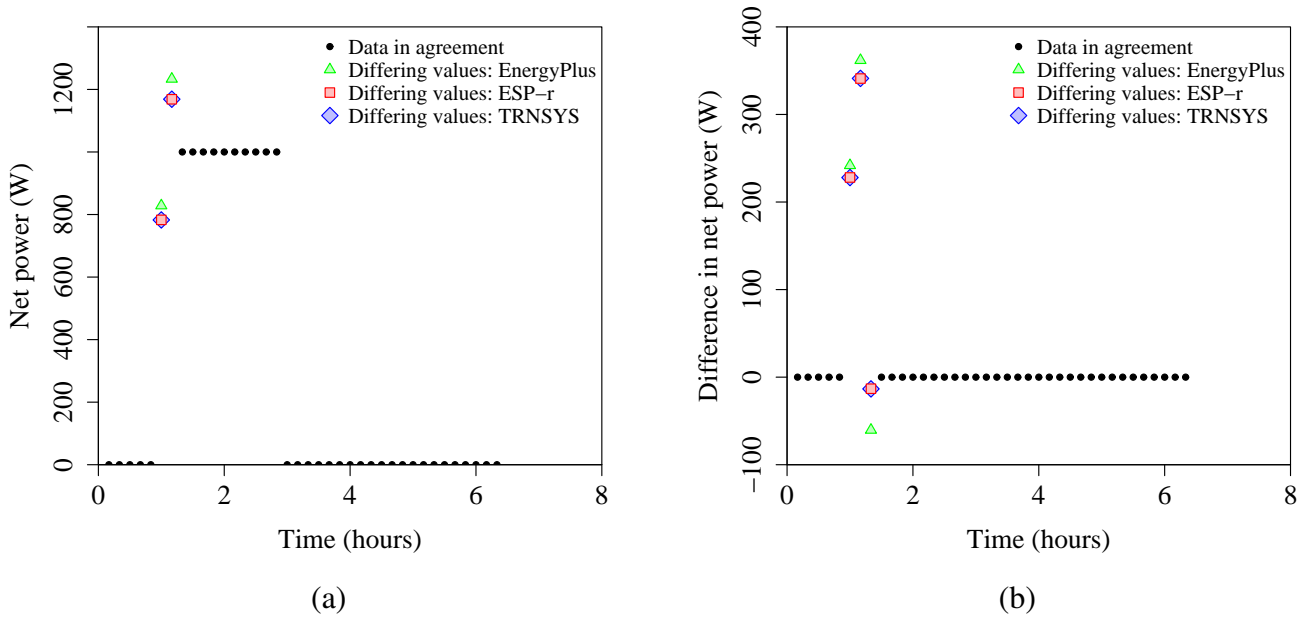 Data in agreement
Differing values: EnergyPlus
Differing values: ESP−r
Differing values: TRNSYS
1200
1000
800
600
400
200
0
Net power (W)
0 2 4 6 8
Time (hours)
(a)
Data in agreement
Differing values: EnergyPlus
Differing values: ESP−r
Differing values: TRNSYS
400
300
200
100
0
−100
Difference in net power (W)
0 2 4 6 8
Time (hours)
(b)